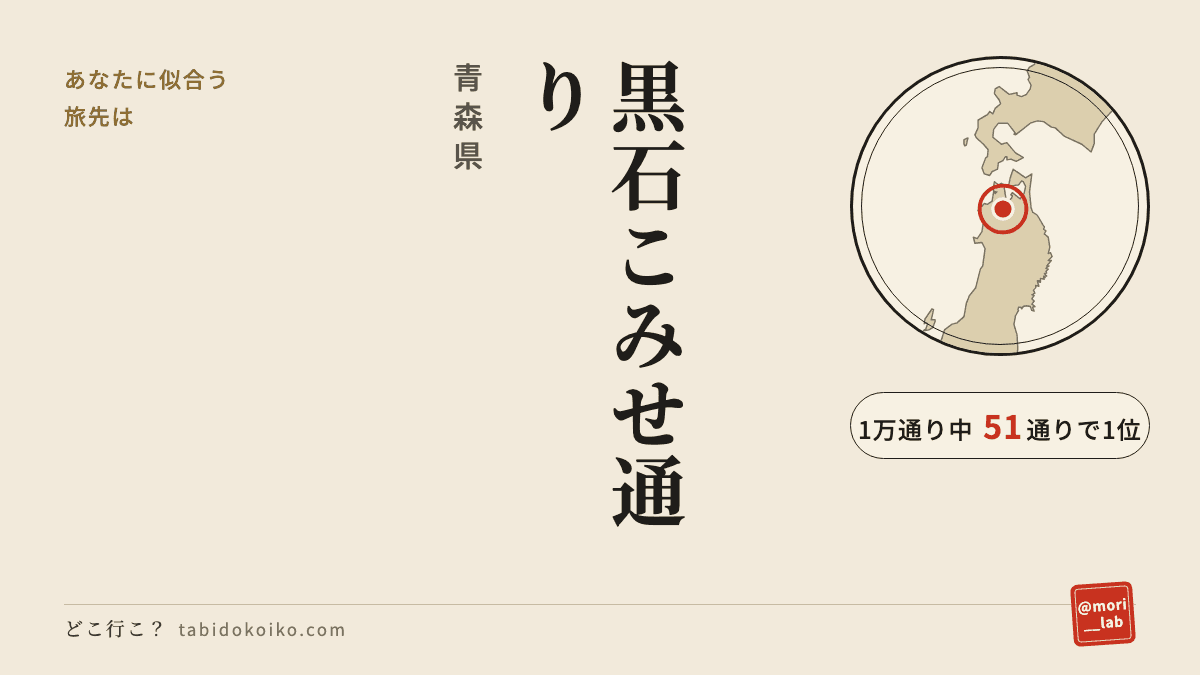 あなたに似合う
旅先は
黒石こみせ通
り
青森県
1万通り中 51通りで1位
どこ行こ？ tabidokoiko.com
@mori
__lab